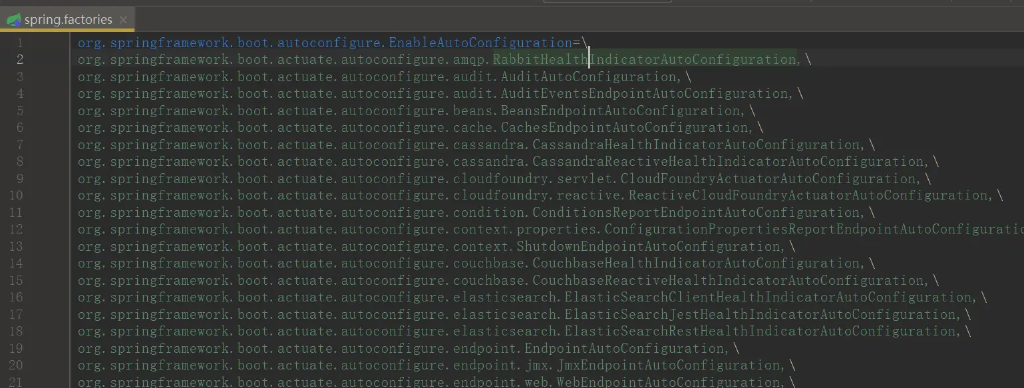 spring.factories
1 org.springframework.boot.autoconfigure.EnableAutoConfiguration=\
2 org.springframework.boot.actuate.autoconfigure.amqp.RabbitHealthIndicatorAutoConfiguration,\
3 org.springframework.boot.actuate.autoconfigure.audit.AuditAutoConfiguration,\
4 org.springframework.boot.actuate.autoconfigure.audit.AuditEventsEndpointAutoConfiguration,\
5 org.springframework.boot.actuate.autoconfigure.beans.BeansEndpointAutoConfiguration,\
6 org.springframework.boot.actuate.autoconfigure.cache.CachesEndpointAutoConfiguration,\
7 org.springframework.boot.actuate.autoconfigure.cassandra.CassandraHealthIndicatorAutoConfiguration,\
8 org.springframework.boot.actuate.autoconfigure.cassandra.CassandraReactiveHealthIndicatorAutoConfiguration,\
9 org.springframework.boot.actuate.autoconfigure.cloudfoundry.servlet.CloudFoundryActuatorAutoConfiguration,\
10 org.springframework.boot.actuate.autoconfigure.cloudfoundry.reactive.ReactiveCloudFoundryActuatorAutoConfiguration,\
11 org.springframework.boot.actuate.autoconfigure.condition.ConditionsReportEndpointAutoConfiguration,\
12 org.springframework.boot.actuate.autoconfigure.context.properties.ConfigurationPropertiesReportEndpointAutoConfiguratio
13 org.springframework.boot.actuate.autoconfigure.context.ShutdownEndpointAutoConfiguration,\
14 org.springframework.boot.actuate.autoconfigure.couchbase.CouchbaseHealthIndicatorAutoConfiguration,\
15 org.springframework.boot.actuate.autoconfigure.couchbase.CouchbaseReactiveHealthIndicatorAutoConfiguration,\
16 org.springframework.boot.actuate.autoconfigure.elasticsearch.ElasticSearchClientHealthIndicatorAutoConfiguration,\
17 org.springframework.boot.actuate.autoconfigure.elasticsearch.ElasticSearchJestHealthIndicatorAutoConfiguration,\
18 org.springframework.boot.actuate.autoconfigure.elasticsearch.ElasticSearchRestHealthIndicatorAutoConfiguration,\
19 org.springframework.boot.actuate.autoconfigure.endpoint.EndpointAutoConfiguration,\
20 org.springframework.boot.actuate.autoconfigure.endpoint.jmx.JmxEndpointAutoConfiguration,\
21 org.springframework.boot.actuate.autoconfigure.endpoint.web.WebEndpointAutoConfiguration,\